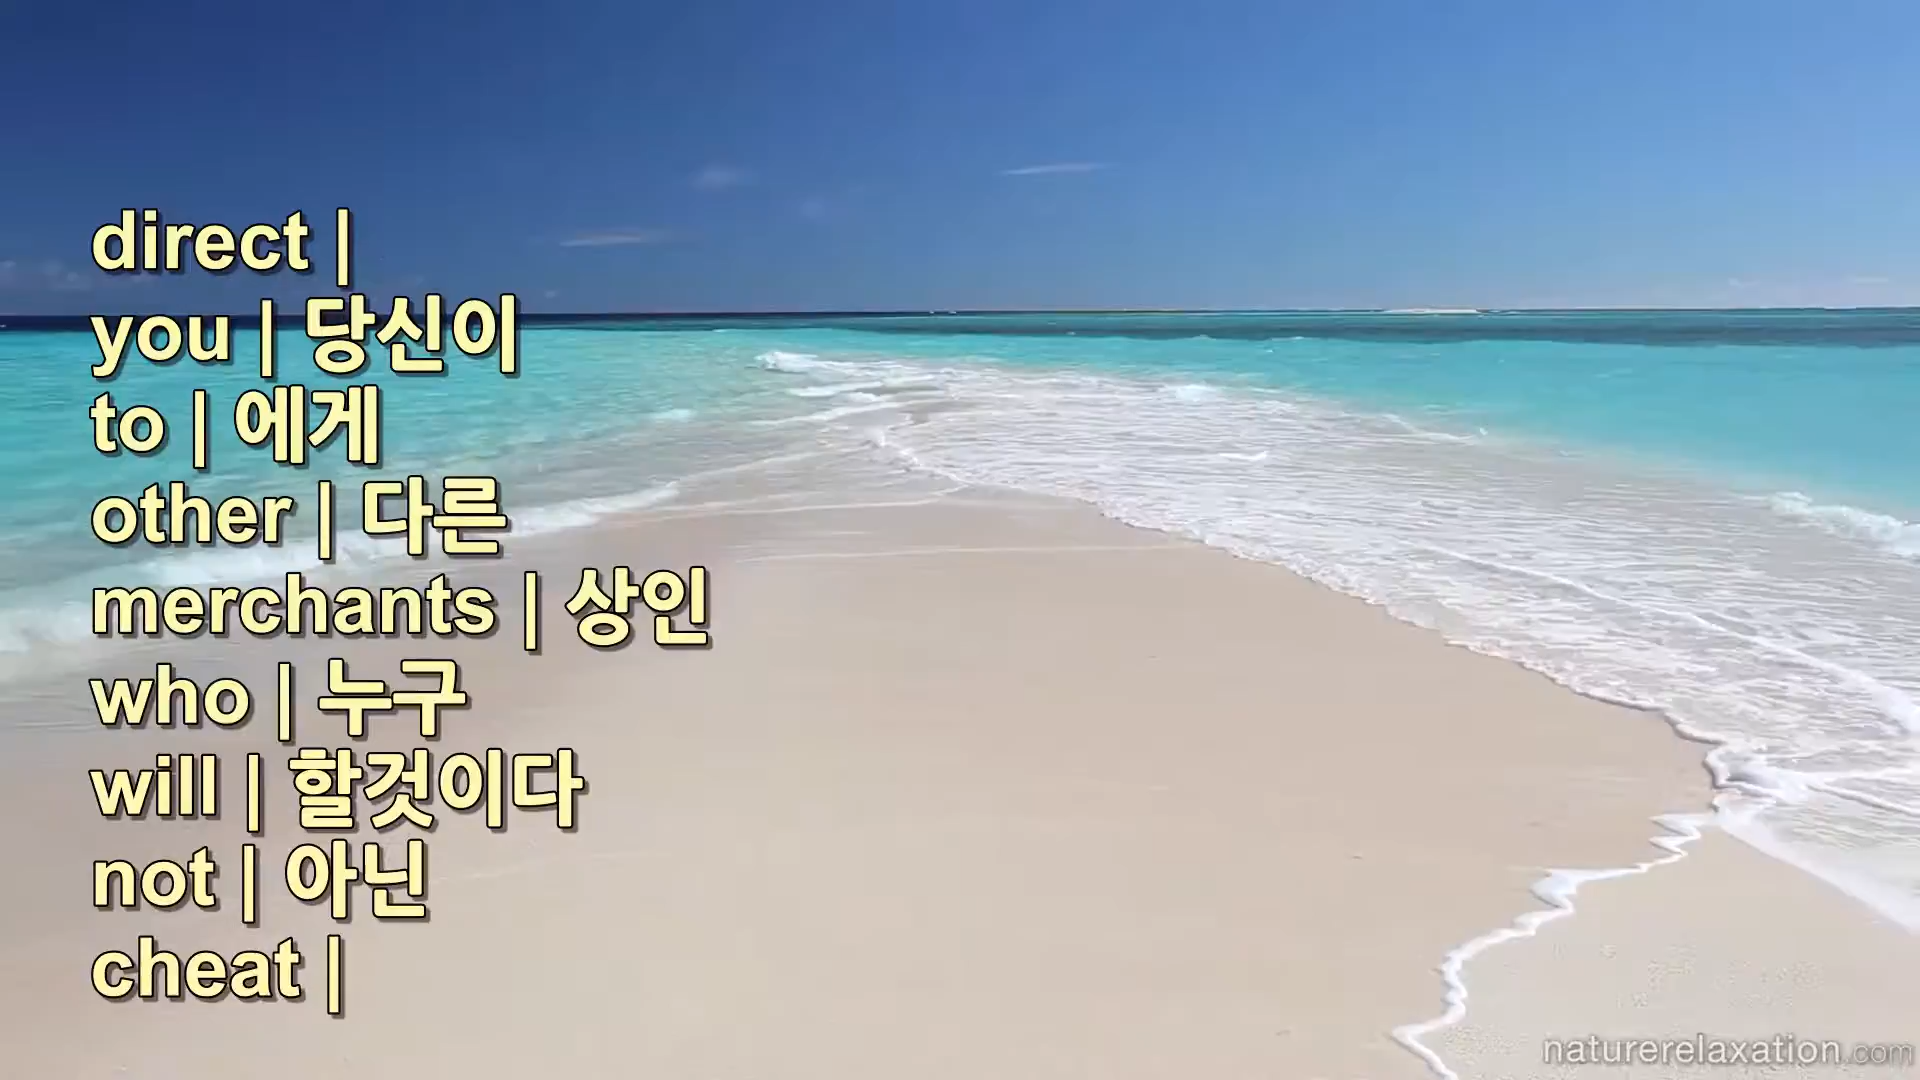 direct |
you | 당신이
to | 에게
other | 다른
merchants | 상인
who | 누구
will | 할것이다
not | 아닌
cheat |
naturerelaxation.com